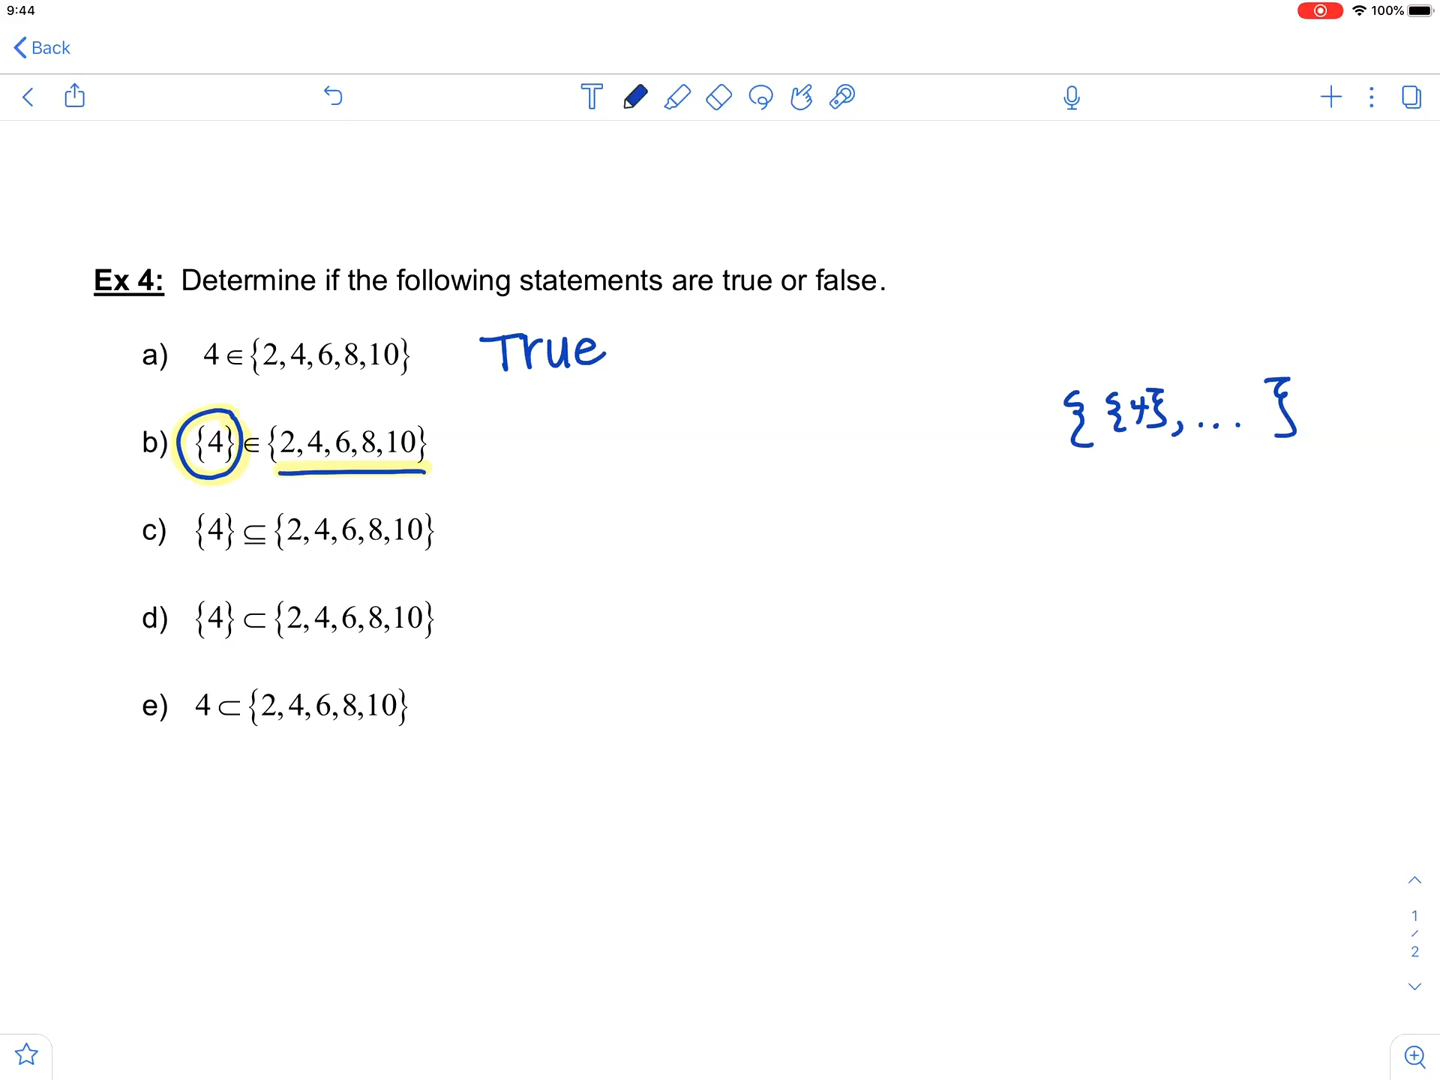 9:44
100%
Back
T
Ex 4: Determine if the following statements are true or false.
a) 4 ∈ {2, 4, 6, 8, 10} True
{ {4}, ... }
b) {4} ∈ {2, 4, 6, 8, 10}
c) {4} ⊆ {2, 4, 6, 8, 10}
d) {4} ⊂ {2, 4, 6, 8, 10}
e) 4 ⊂ {2, 4, 6, 8, 10}
1
/
2